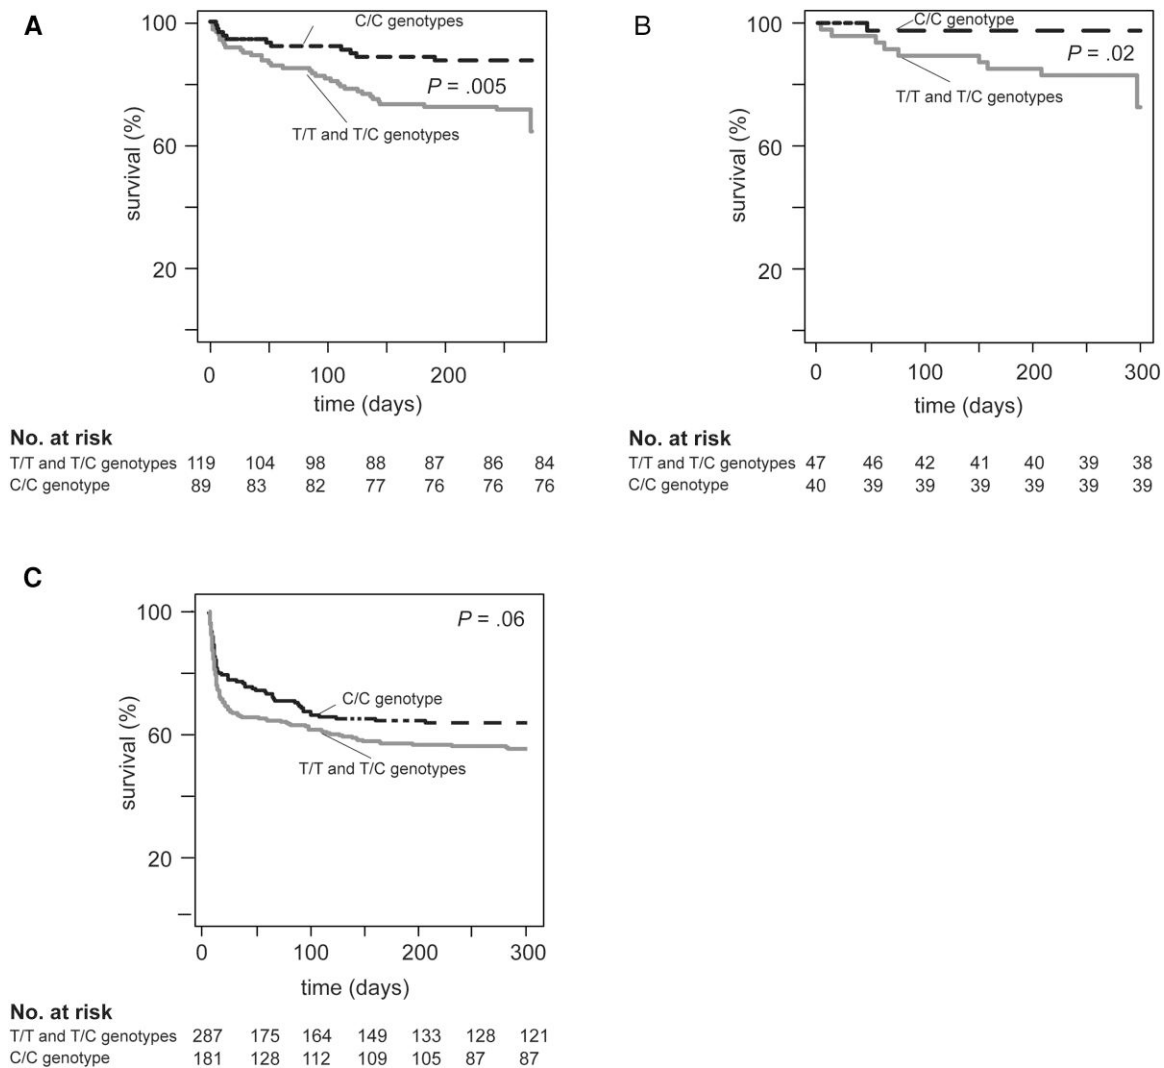 A
100
60
20
survival (%)
C/C genotypes
P = .005
T/T and T/C genotypes
0 100 200
time (days)
No. at risk
T/T and T/C genotypes 119 104 98 88 87 86 84
C/C genotype 89 83 82 77 76 76 76
B
100
60
20
survival (%)
C/C genotype
P = .02
T/T and T/C genotypes
0 100 200 300
time (days)
No. at risk
T/T and T/C genotypes 47 46 42 41 40 39 38
C/C genotype 40 39 39 39 39 39 39
C
100
60
20
survival (%)
P = .06
C/C genotype
T/T and T/C genotypes
0 100 200 300
time (days)
No. at risk
T/T and T/C genotypes 287 175 164 149 133 128 121
C/C genotype 181 128 112 109 105 87 87